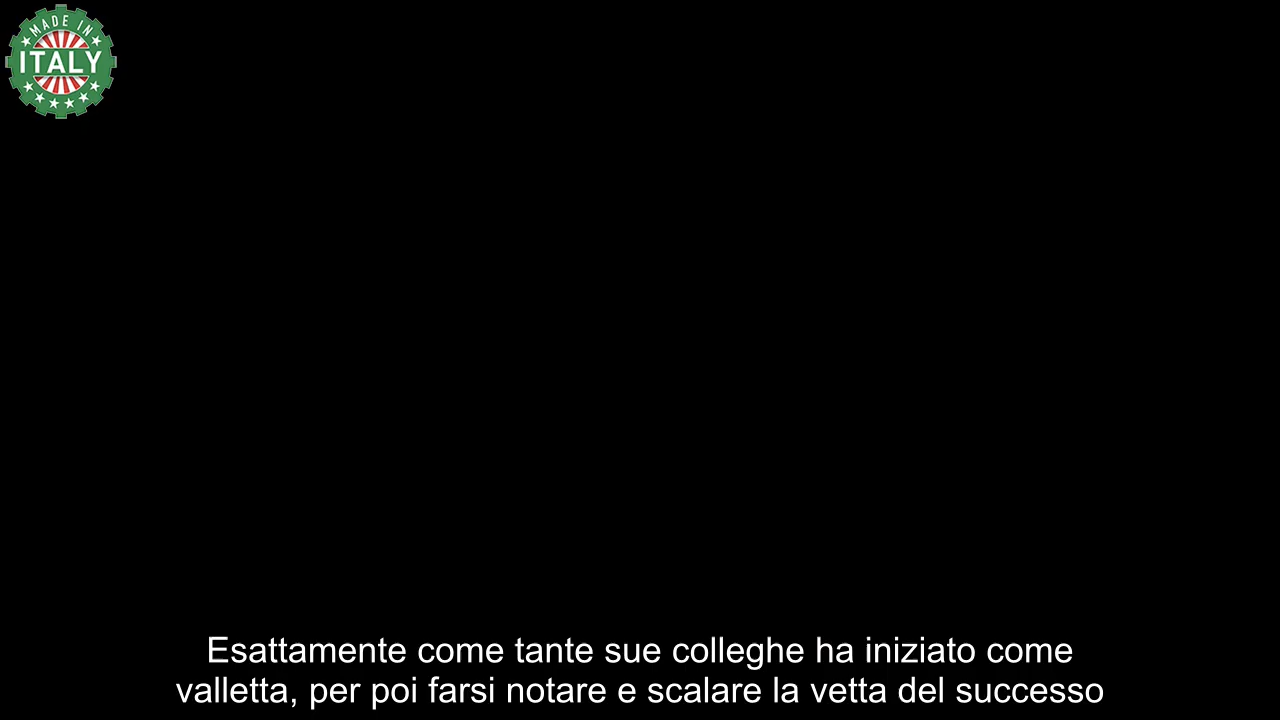 MADE IN
ITALY
Esattamente come tante sue colleghe ha iniziato come
valletta, per poi farsi notare e scalare la vetta del successo